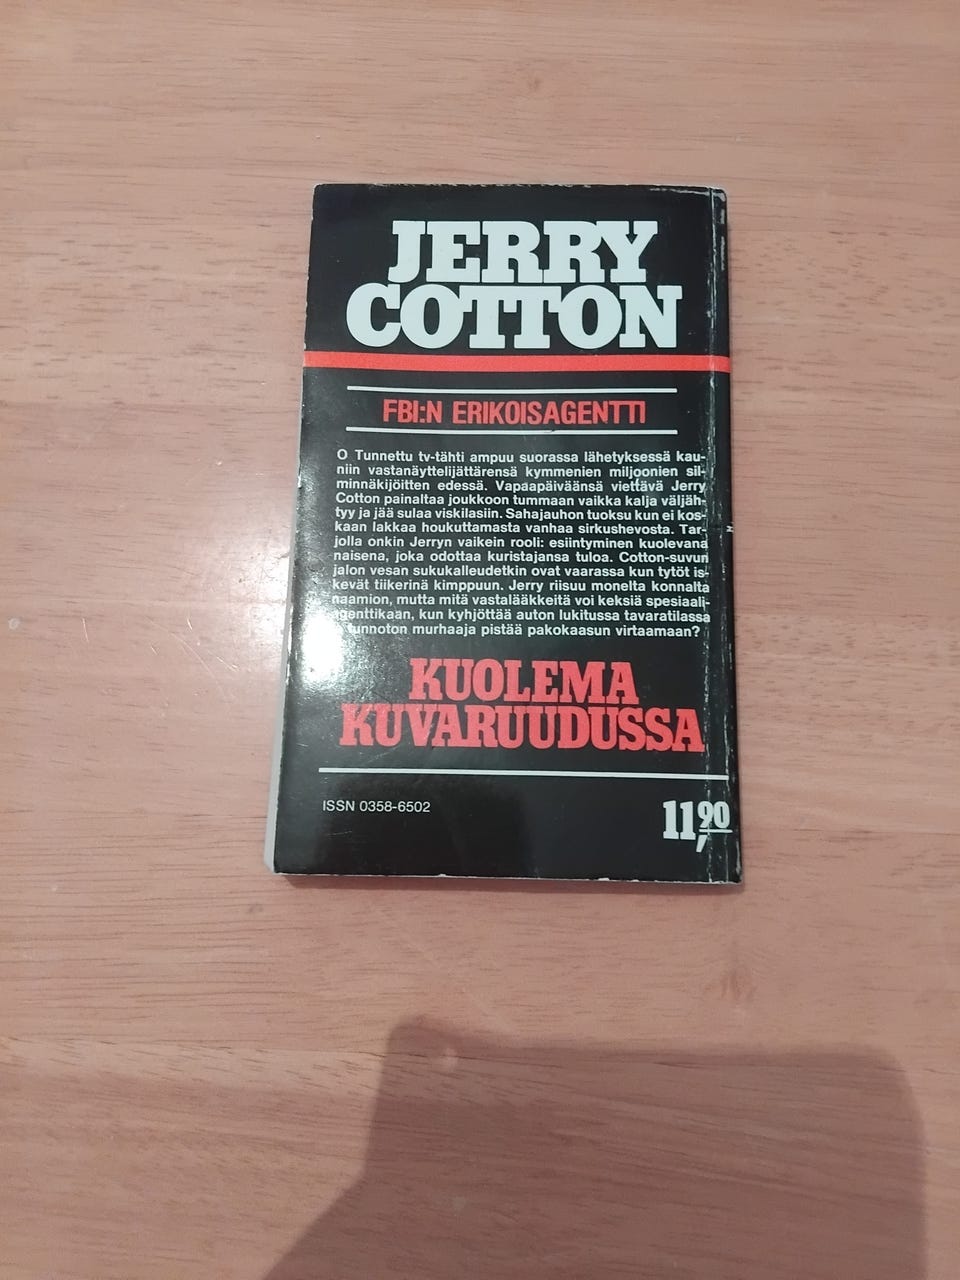 JERRY
COTTON
FBI:N ERIKOISAGENTTI
O Tunnettu tv-tähti ampuu suorassa lähetyksessä kau-
niin vastanäyttelijättärensä kymmenien miljoonien sil-
minnäkijöitten edessä. Vapaapäiväänsä viettävä Jerry
Cotton painaltaa joukkoon tummaan vaikka kalja väljäh-
tyy ja jää sulaa viskilasiin. Sahajauhon tuoksu kun ei kos-
kaan lakkaa houkuttamasta vanhaa sirkushevosta. Tar-
jolla onkin Jerryn vaikein rooli: esiintyminen kuolevana
naisena, joka odottaa kuristajansa tuloa. Cotton-suvun
jalon vesan sukukalleudetkin ovat vaarassa kun tytöt is-
kevät tiikerinä kimppuun. Jerry riisuu monelta konnalta
naamion, mutta mitä vastalääkkeitä voi keksiä spesiaali-
agenttikaan, kun kyhjöttää auton lukitussa tavaratilassa
tunnoton murhaaja pistää pakokaasun virtaamaan?
KUOLEMA
KUVARUUDUSSA
ISSN 0358-6502
11,90